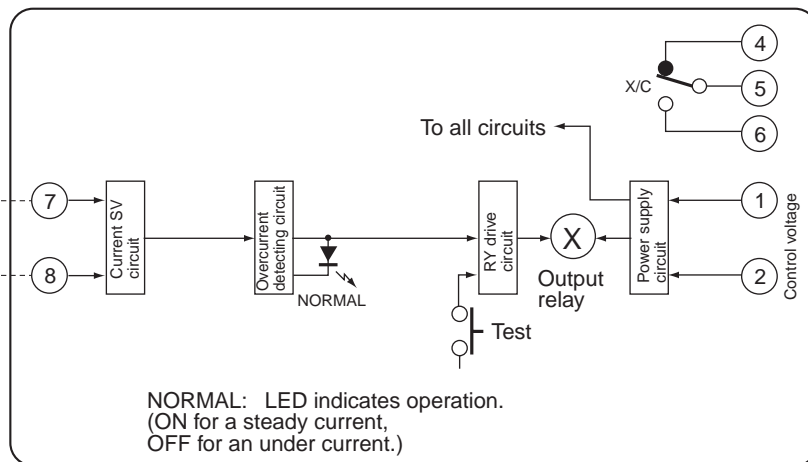 4
X/C
5
6
To all circuits
7
8
Current SV
circuit
Overcurrent
detecting circuit
NORMAL
RY drive
circuit
Test
X
Output
relay
Power supply
circuit
1
2
Control voltage
NORMAL: LED indicates operation.
(ON for a steady current,
OFF for an under current.)